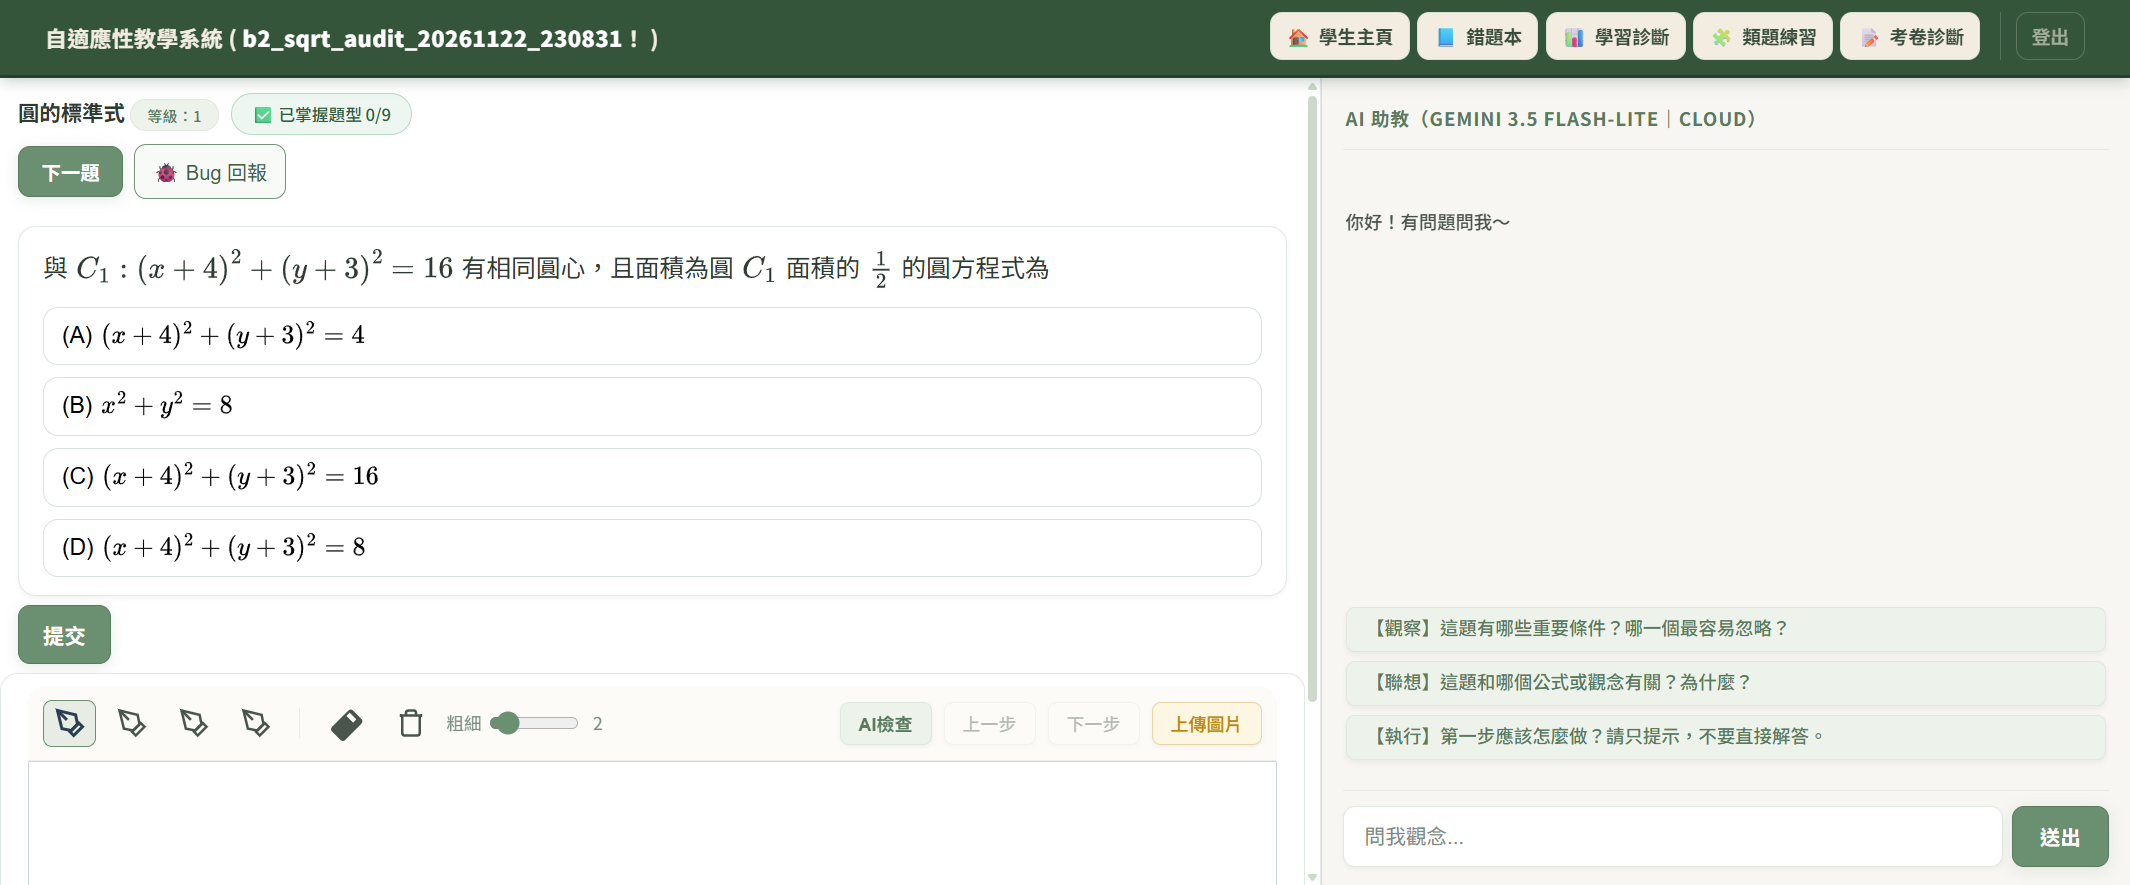 自適應性教學系統 ( b2_sqrt_audit_20261122_230831！ )
學生主頁
錯題本
學習診斷
類題練習
考卷診斷
登出
圓的標準式
等級：1
已掌握題型 0/9
下一題
Bug 回報
與 C₁ : (x + 4)² + (y + 3)² = 16 有相同圓心，且面積為圓 C₁ 面積的 1/2 的圓方程式為
(A) (x + 4)² + (y + 3)² = 4
(B) x² + y² = 8
(C) (x + 4)² + (y + 3)² = 16
(D) (x + 4)² + (y + 3)² = 8
提交
粗細
2
AI檢查
上一步
下一步
上傳圖片
AI 助教（GEMINI 3.5 FLASH-LITE｜CLOUD）
你好！有問題問我～
【觀察】這題有哪些重要條件？哪一個最容易忽略？
【聯想】這題和哪個公式或觀念有關？為什麼？
【執行】第一步應該怎麼做？請只提示，不要直接解答。
問我觀念...
送出